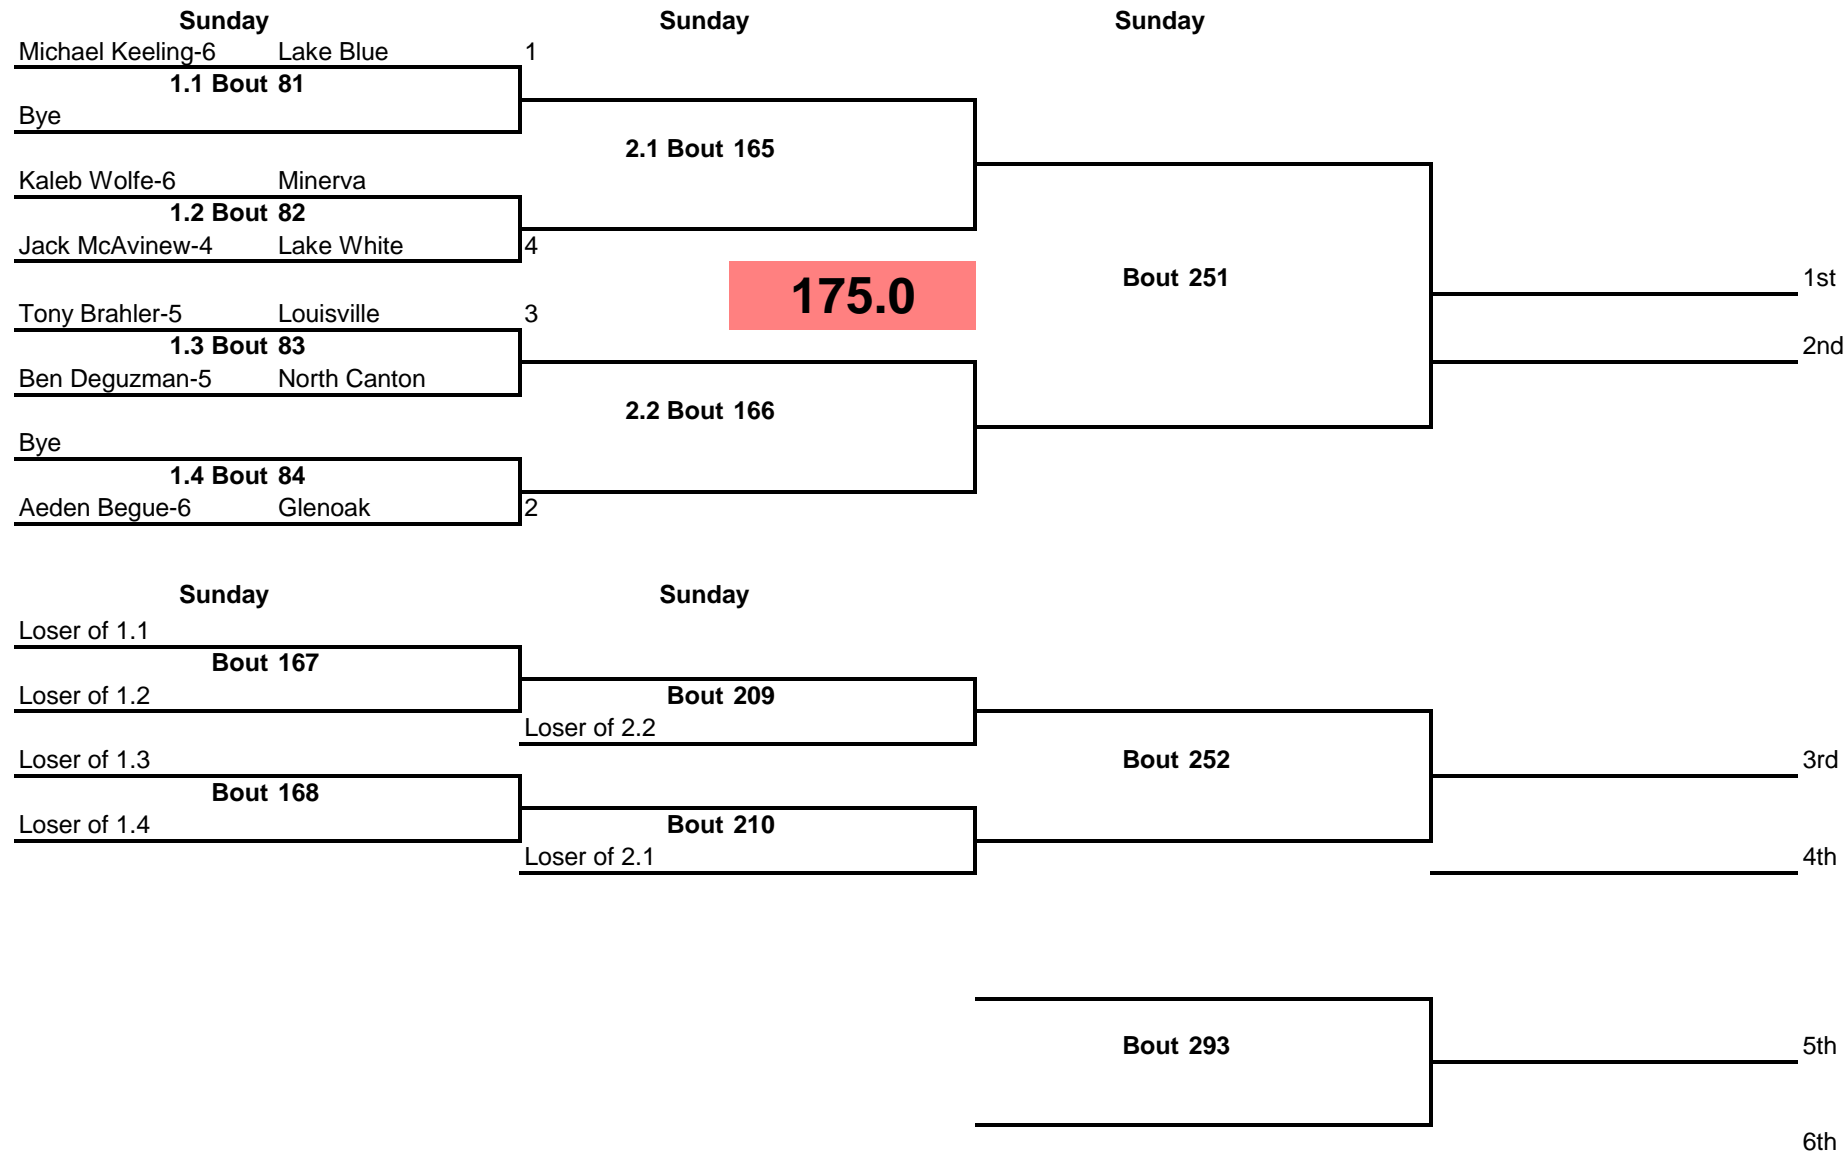 Sunday Sunday Sunday
Michael Keeling-6 Lake Blue 1
1.1 Bout 81
Bye
2.1 Bout 165
Kaleb Wolfe-6 Minerva
1.2 Bout 82
Jack McAvinew-4 Lake White 4
175.0
Bout 251
1st
Tony Brahler-5 Louisville 3
1.3 Bout 83
2nd
Ben Deguzman-5 North Canton
2.2 Bout 166
Bye
1.4 Bout 84
Aeden Begue-6 Glenoak 2
Sunday Sunday
Loser of 1.1
Bout 167
Loser of 1.2
Bout 209
Loser of 2.2
Loser of 1.3
Bout 252
3rd
Bout 168
Loser of 1.4
Bout 210
Loser of 2.1
4th
Bout 293
5th
6th